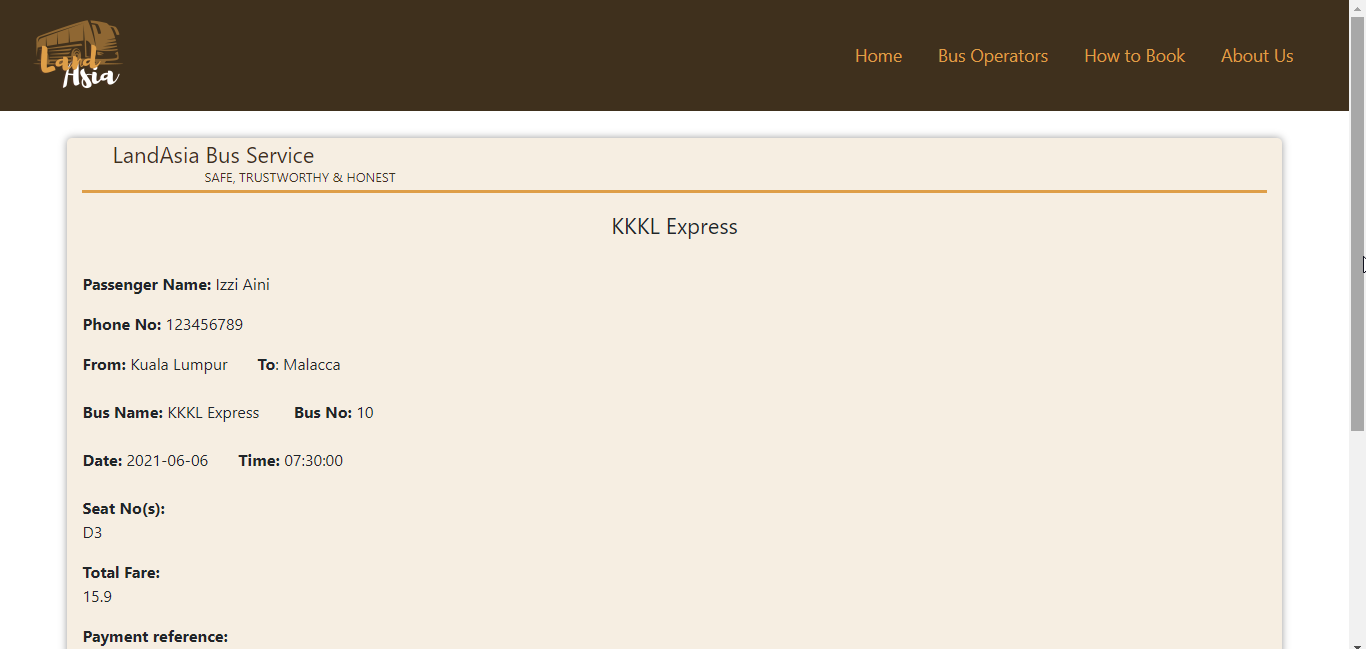 Land
Asia
Home Bus Operators How to Book About Us
LandAsia Bus Service
SAFE, TRUSTWORTHY & HONEST
KKKL Express
Passenger Name: Izzi Aini
Phone No: 123456789
From: Kuala Lumpur To: Malacca
Bus Name: KKKL Express Bus No: 10
Date: 2021-06-06 Time: 07:30:00
Seat No(s):
D3
Total Fare:
15.9
Payment reference: